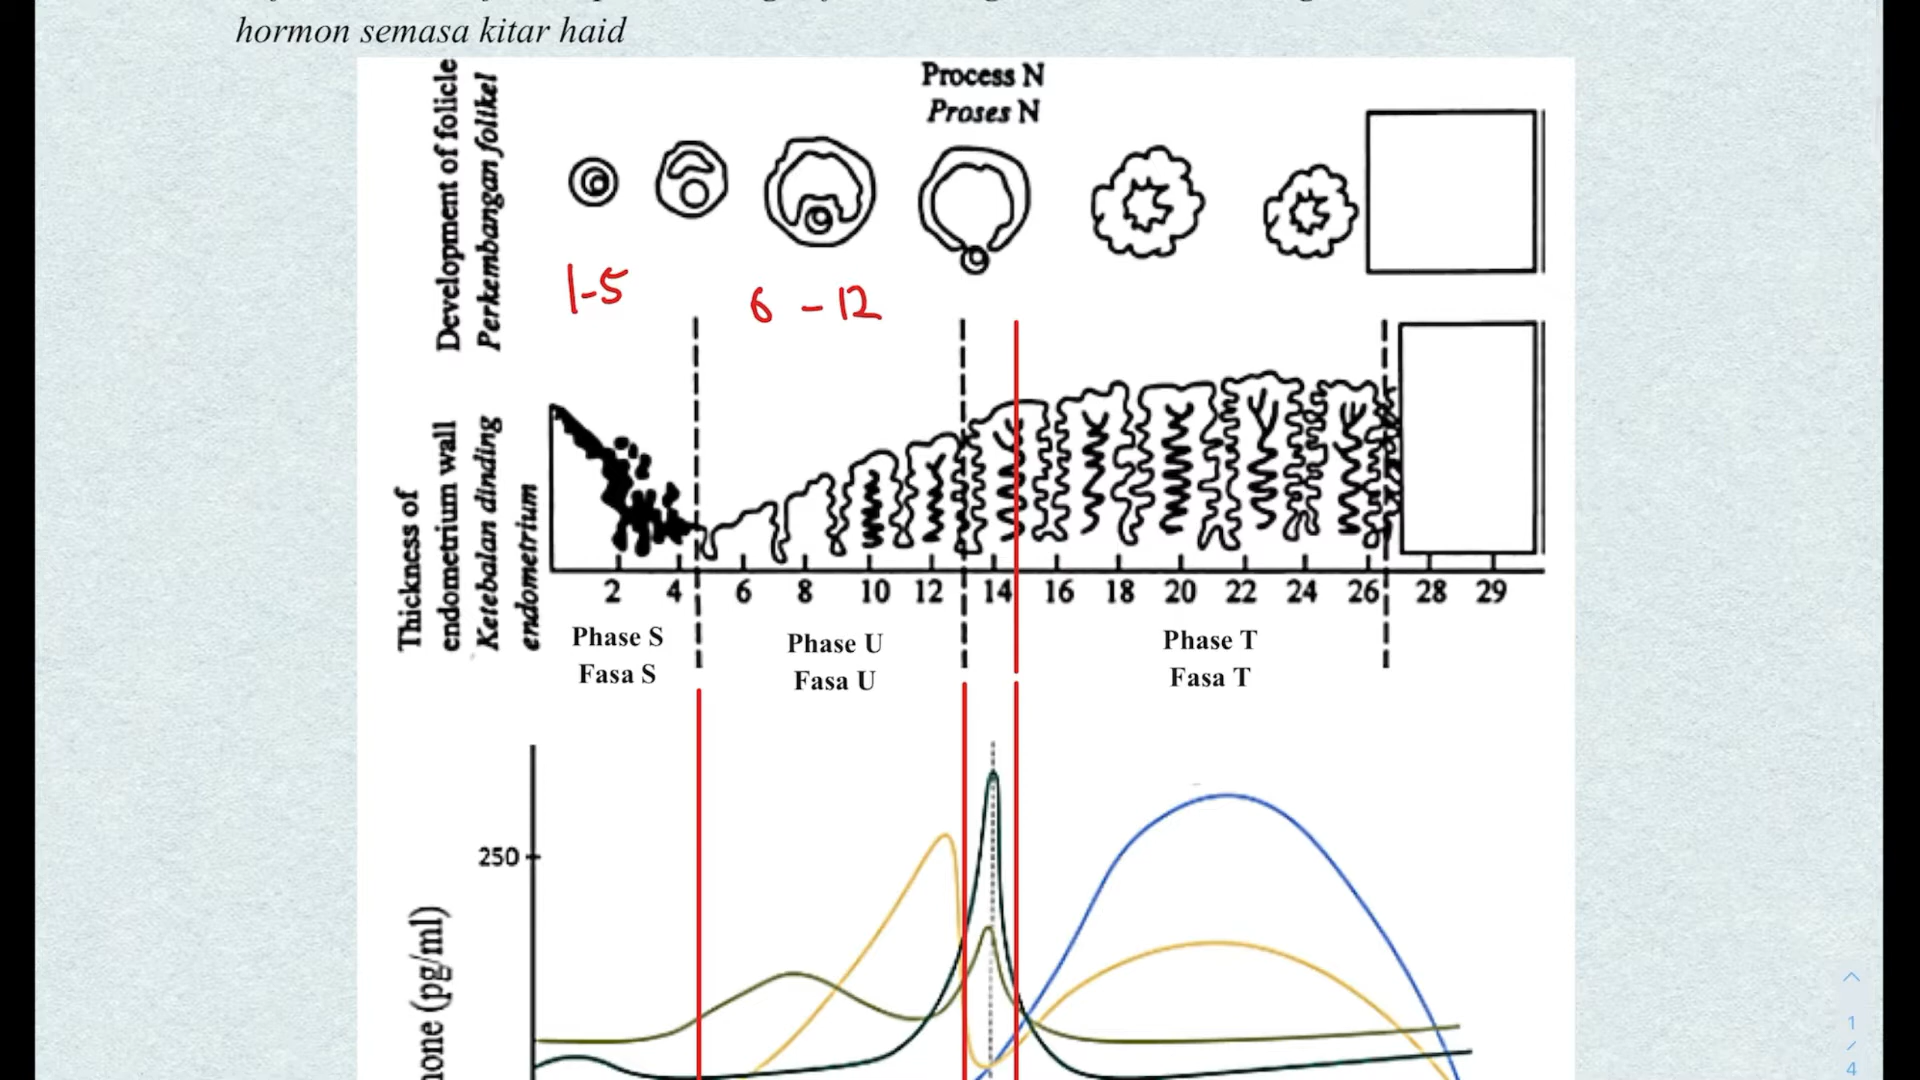 hormon semasa kitar haid
Process N
Proses N
Development of folicle
Perkembangan folikel
1-5
6 - 12
Thickness of
endometrium wall
Ketebalan dinding
endometrium
2 4 6 8 10 12 14 16 18 20 22 24 26 28 29
Phase S
Fasa S
Phase U
Fasa U
Phase T
Fasa T
250
(pg/ml)
1
/
4